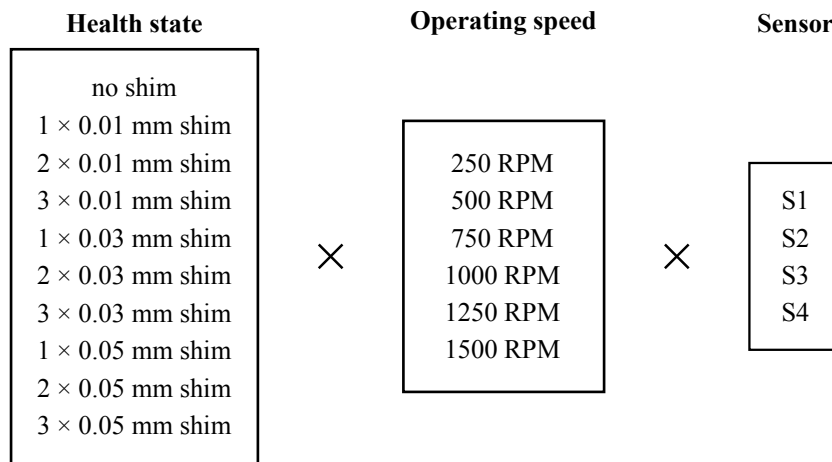 Health state
no shim
1 × 0.01 mm shim
2 × 0.01 mm shim
3 × 0.01 mm shim
1 × 0.03 mm shim
2 × 0.03 mm shim
3 × 0.03 mm shim
1 × 0.05 mm shim
2 × 0.05 mm shim
3 × 0.05 mm shim
×
Operating speed
250 RPM
500 RPM
750 RPM
1000 RPM
1250 RPM
1500 RPM
×
Sensor
S1
S2
S3
S4